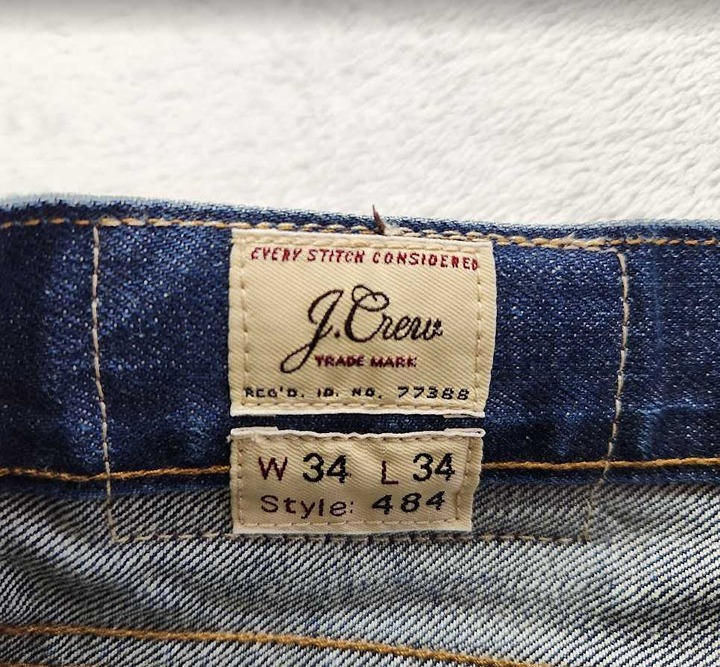 EVERY STITCH CONSIDERED
J.Crew
TRADE MARK
REG'D. ID. NO. 77388
W 34 L 34
Style: 484